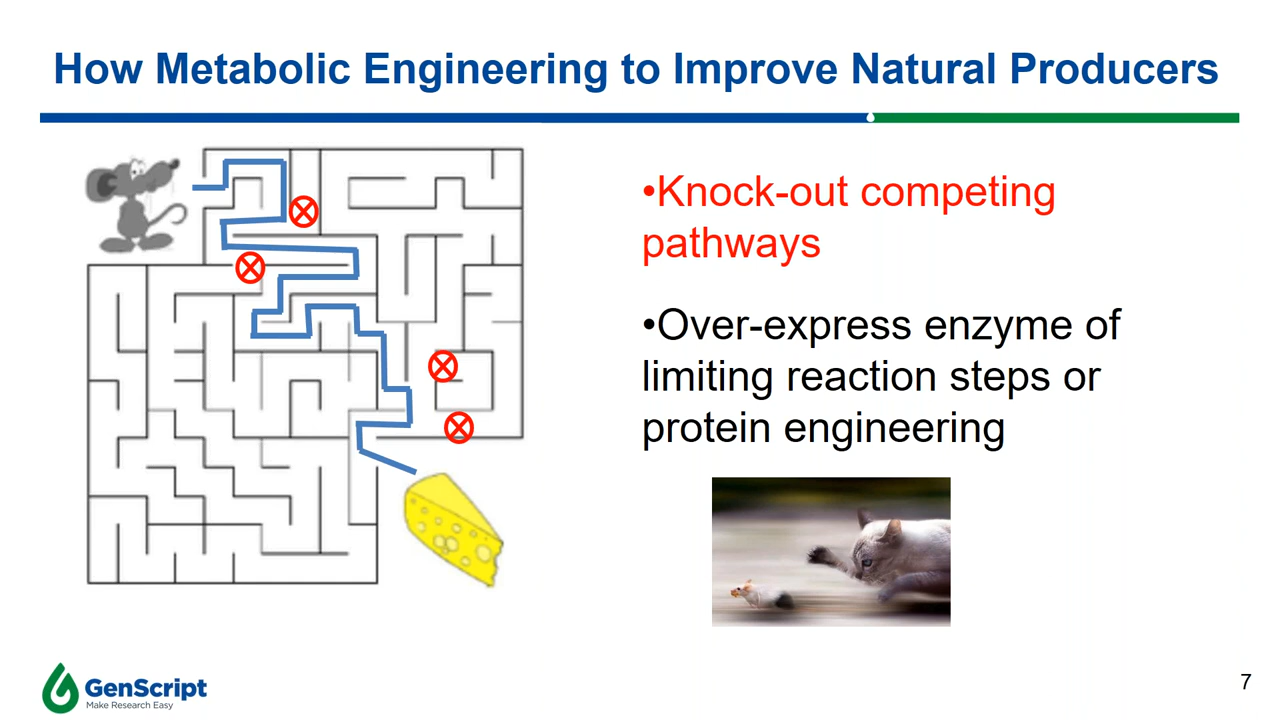 How Metabolic Engineering to Improve Natural Producers
•Knock-out competing
pathways
•Over-express enzyme of
limiting reaction steps or
protein engineering
GenScript
Make Research Easy
7